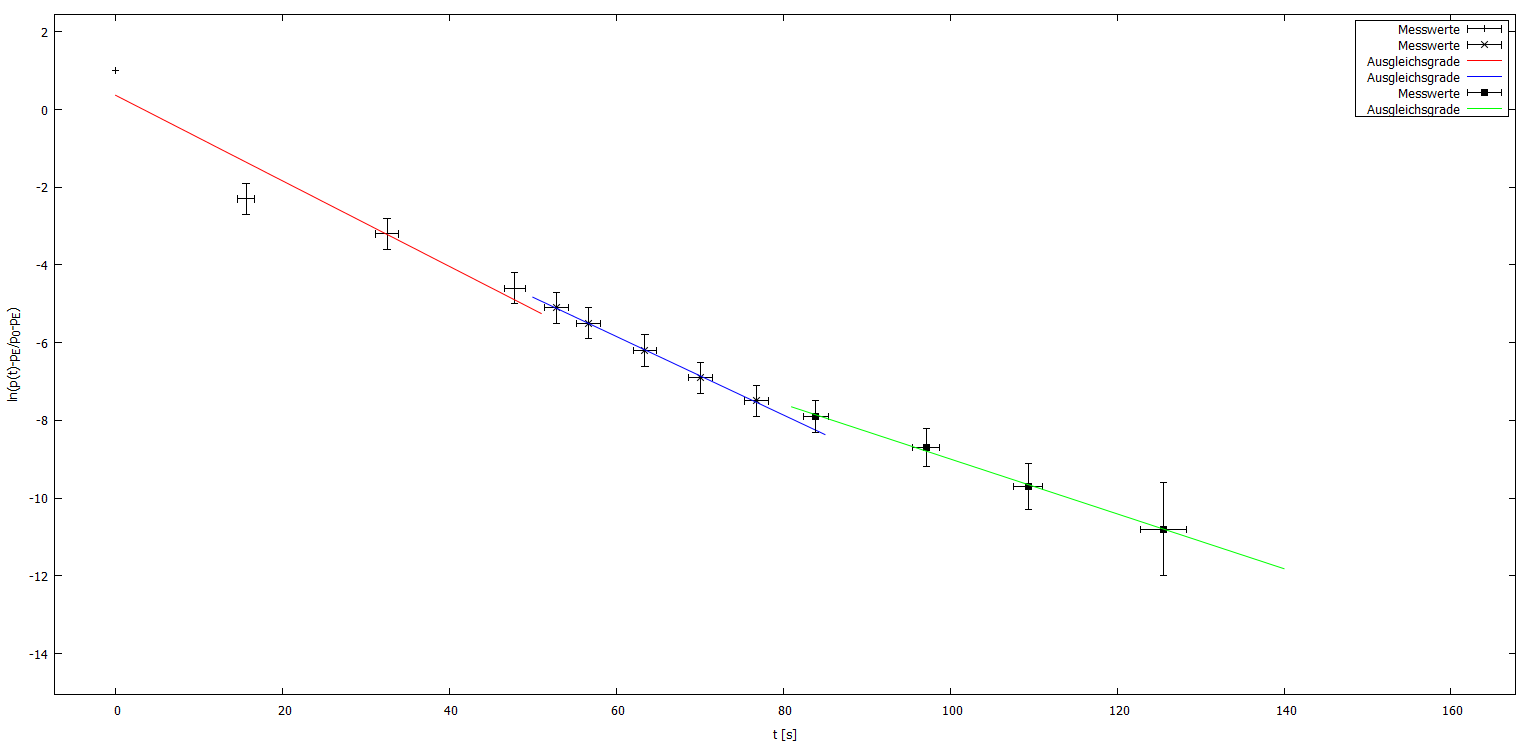 Messwerte
Messwerte
Ausgleichsgrade
Ausgleichsgrade
Messwerte
Ausgleichsgrade
2
0
-2
-4
-6
-8
-10
-12
-14
ln(p(t)-pE/p0-pE)
0
20
40
60
80
100
120
140
160
t [s]